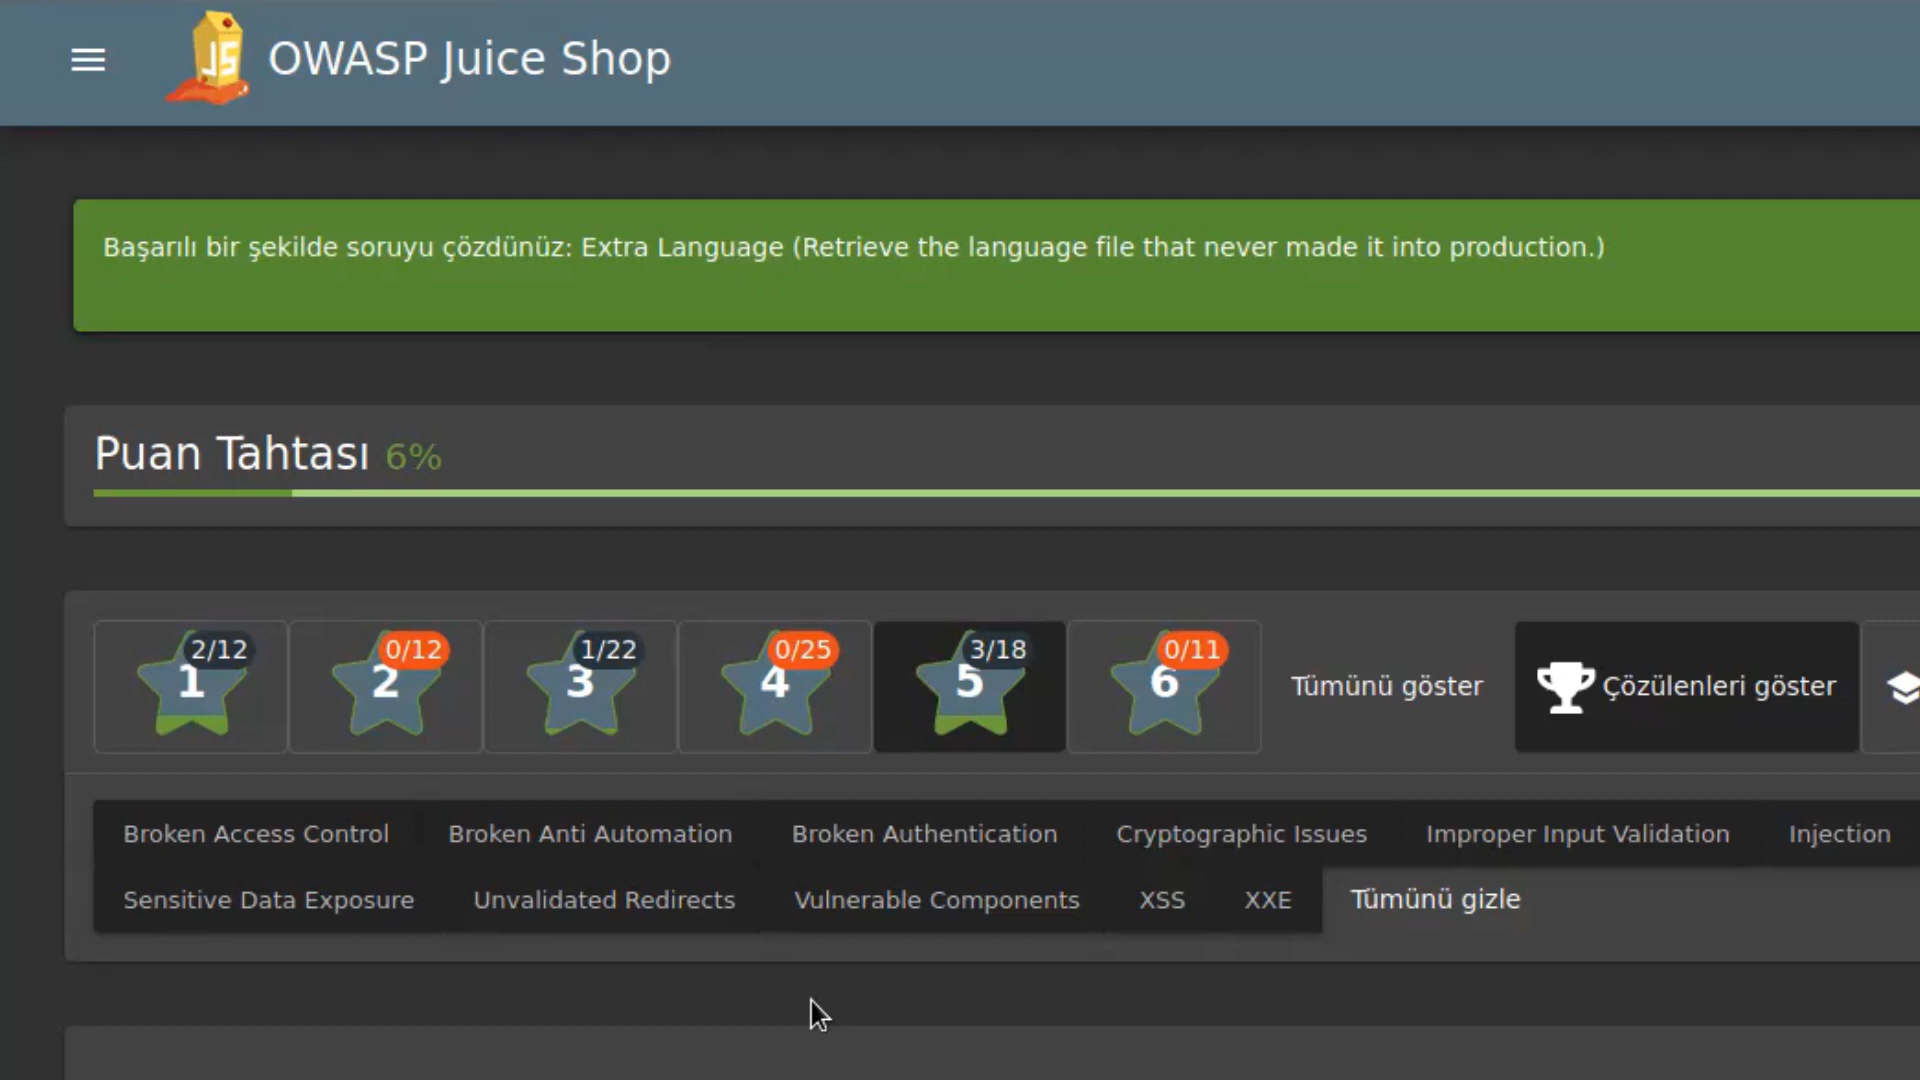 JS
OWASP Juice Shop
Başarılı bir şekilde soruyu çözdünüz: Extra Language (Retrieve the language file that never made it into production.)
Puan Tahtası 6%
2/12 0/12 1/22 0/25 3/18 0/11
1 2 3 4 5 6 Tümünü göster Çözülenleri göster
Broken Access Control Broken Anti Automation Broken Authentication Cryptographic Issues Improper Input Validation Injection
Sensitive Data Exposure Unvalidated Redirects Vulnerable Components XSS XXE Tümünü gizle